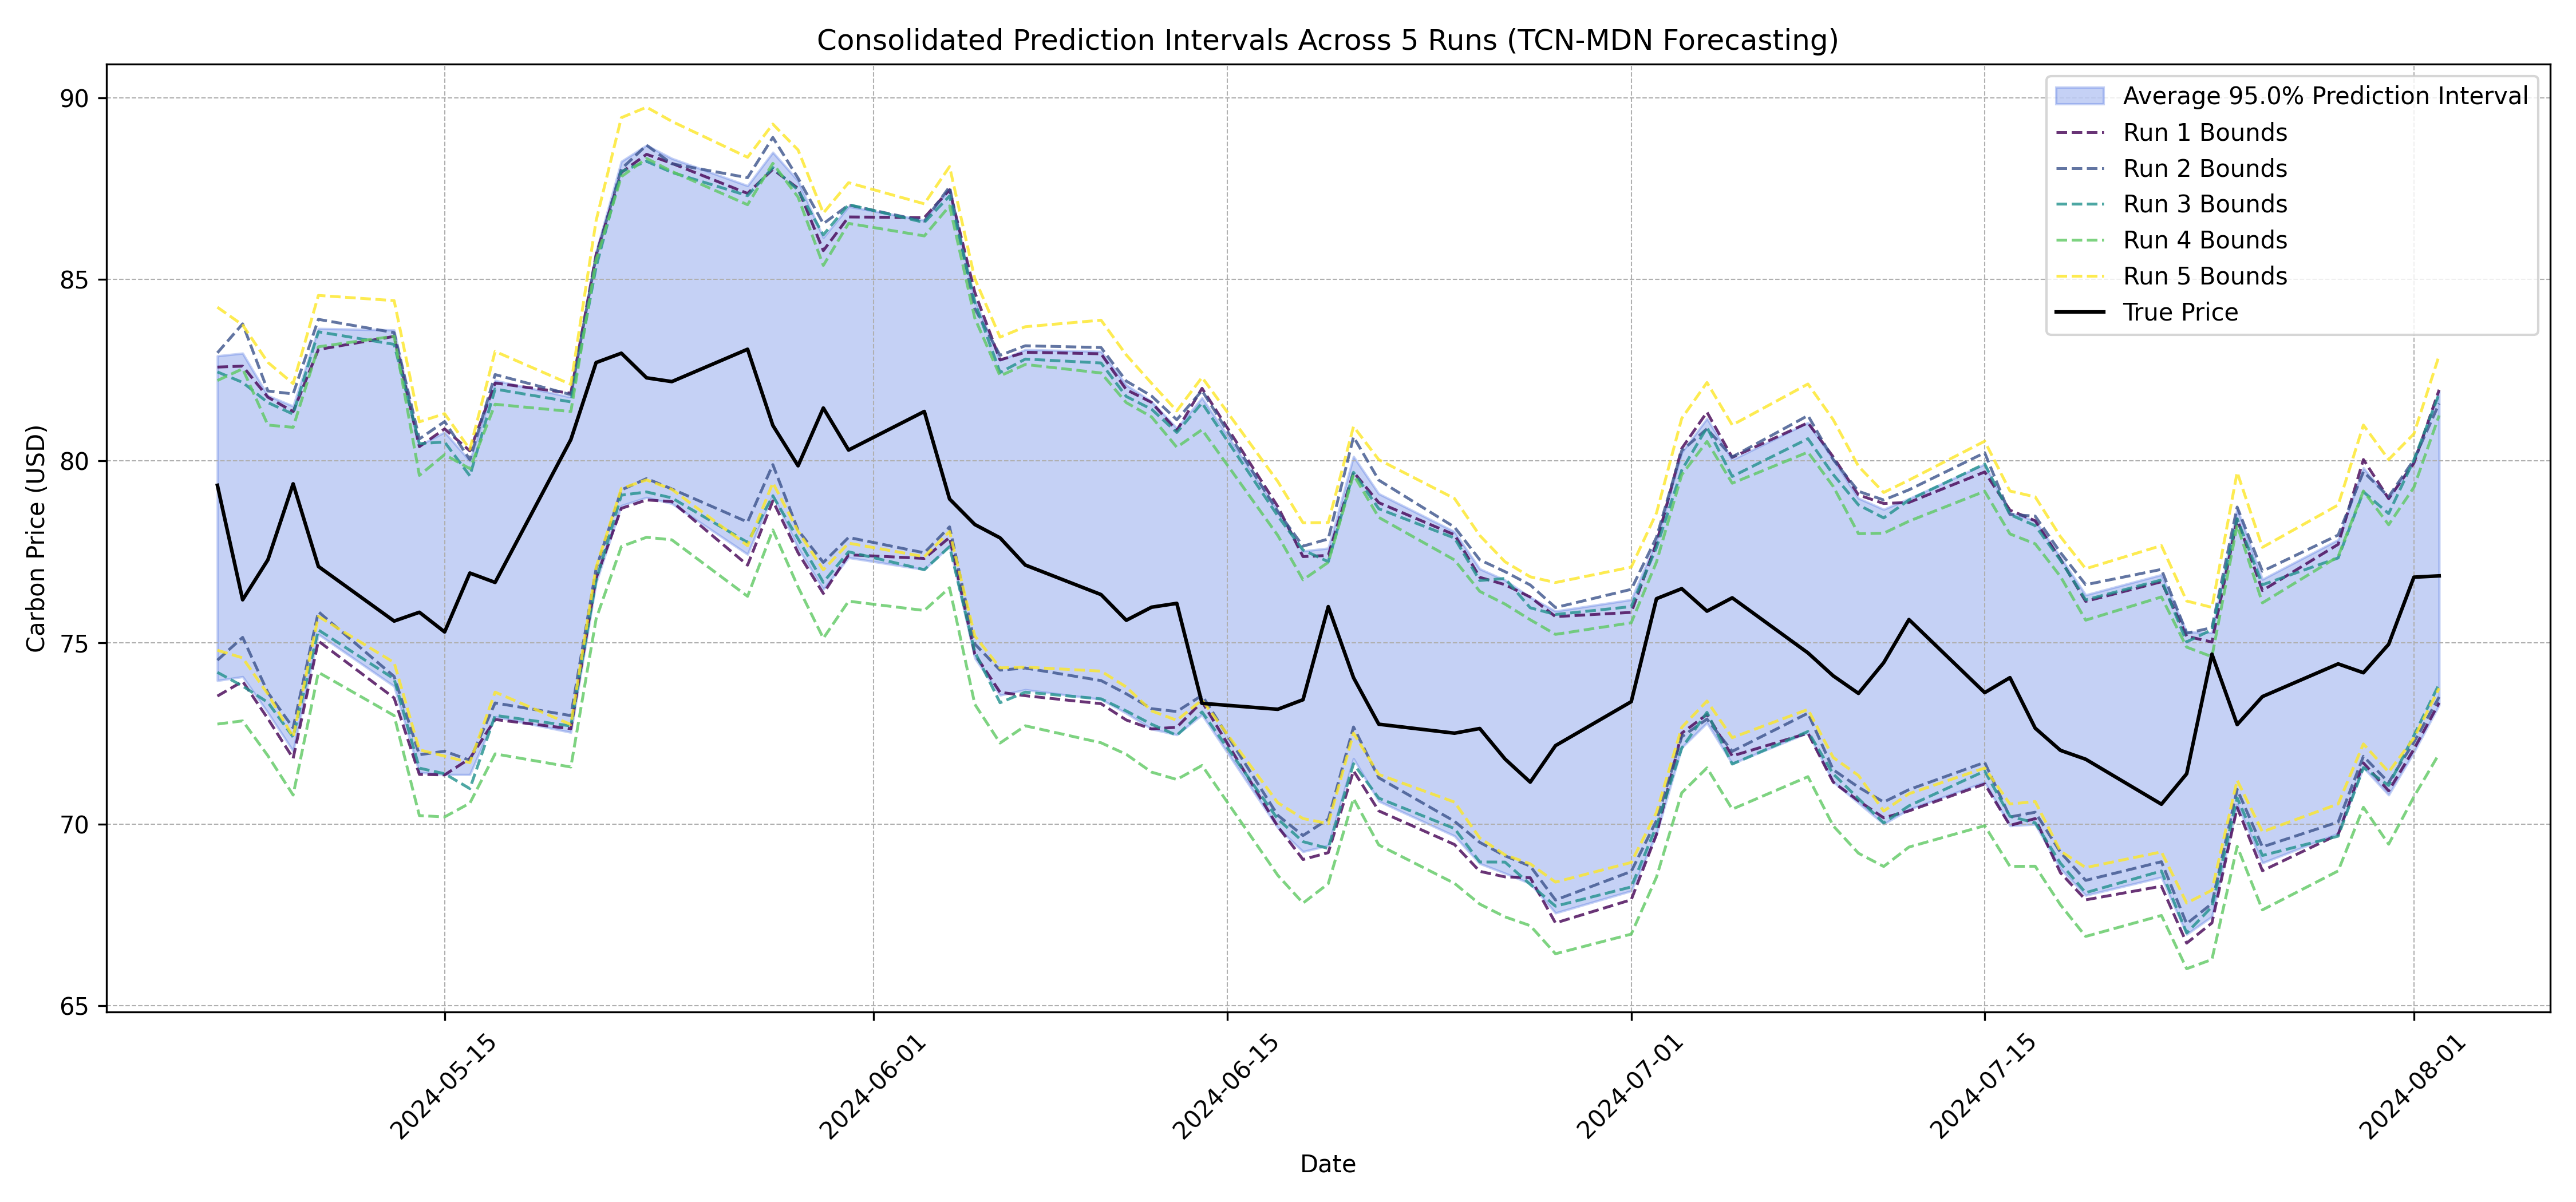 Consolidated Prediction Intervals Across 5 Runs (TCN-MDN Forecasting)
Carbon Price (USD)
90
85
80
75
70
65
Average 95.0% Prediction Interval
Run 1 Bounds
Run 2 Bounds
Run 3 Bounds
Run 4 Bounds
Run 5 Bounds
True Price
2024-05-15
2024-06-01
2024-06-15
2024-07-01
2024-07-15
2024-08-01
Date